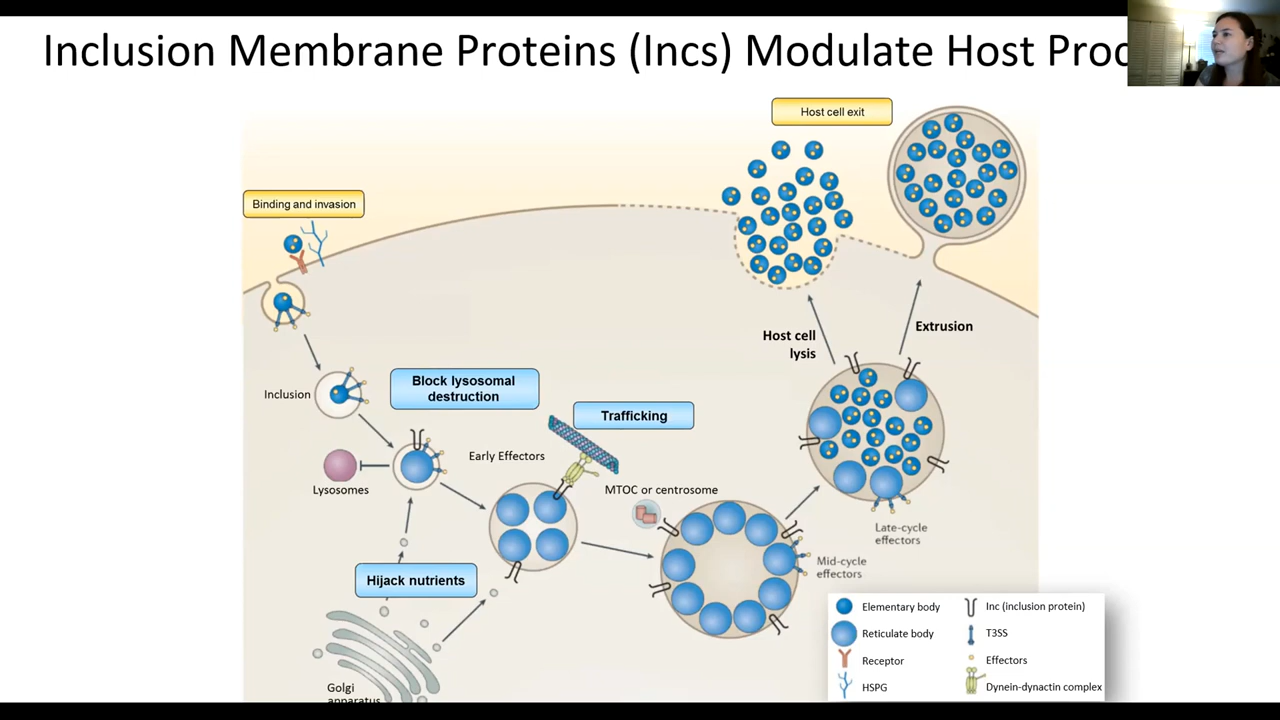 Inclusion Membrane Proteins (Incs) Modulate Host Proc
Host cell exit
Binding and invasion
Host cell
lysis
Extrusion
Inclusion
Block lysosomal
destruction
Trafficking
Early Effectors
Lysosomes
MTOC or centrosome
Late-cycle
effectors
Mid-cycle
effectors
Hijack nutrients
Golgi
apparatus
Elementary body
Reticulate body
Receptor
HSPG
Inc (inclusion protein)
T3SS
Effectors
Dynein-dynactin complex